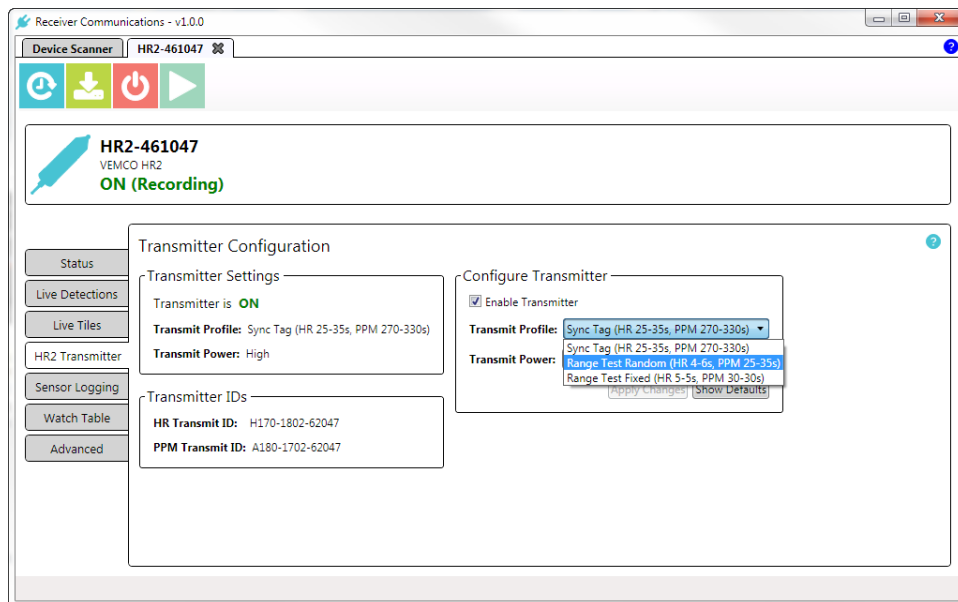 Receiver Communications - v1.0.0
Device Scanner
HR2-461047
?
HR2-461047
VEMCO HR2
ON (Recording)
Status
Live Detections
Live Tiles
HR2 Transmitter
Sensor Logging
Watch Table
Advanced
Transmitter Configuration
?
Transmitter Settings
Transmitter is ON
Transmit Profile: Sync Tag (HR 25-35s, PPM 270-330s)
Transmit Power: High
Transmitter IDs
HR Transmit ID: H170-1802-62047
PPM Transmit ID: A180-1702-62047
Configure Transmitter
Enable Transmitter
Transmit Profile: Sync Tag (HR 25-35s, PPM 270-330s)
Sync Tag (HR 25-35s, PPM 270-330s)
Transmit Power: Range Test Random (HR 4-6s, PPM 25-35s)
Range Test Fixed (HR 5-5s, PPM 30-30s)
Apply Changes Show Defaults